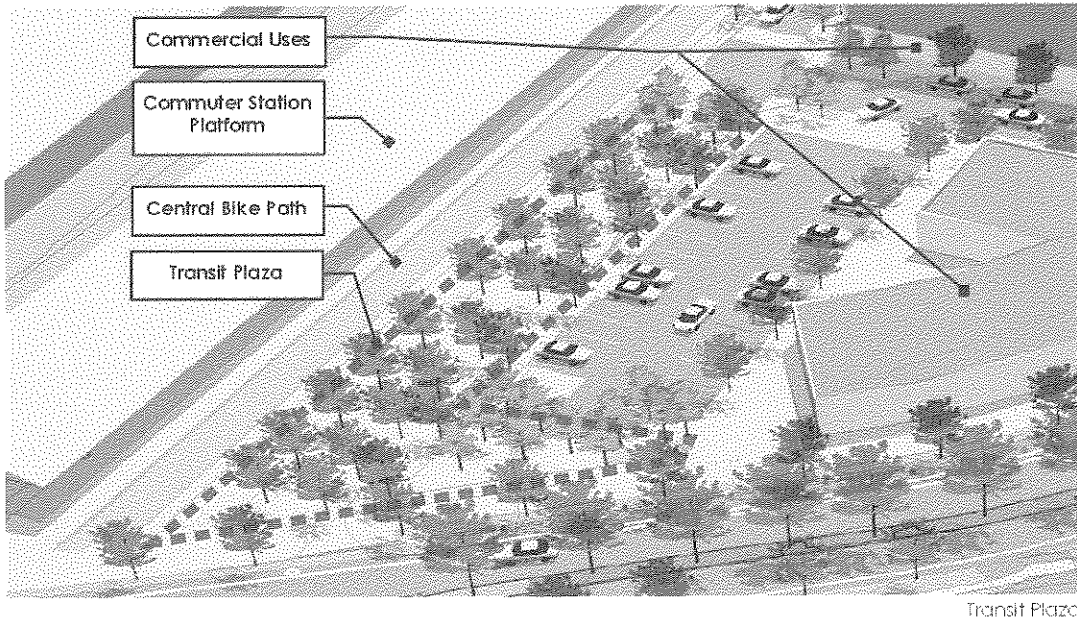 Commercial Uses
Commuter Station
Platform
Central Bike Path
Transit Plaza
Transit Plaza